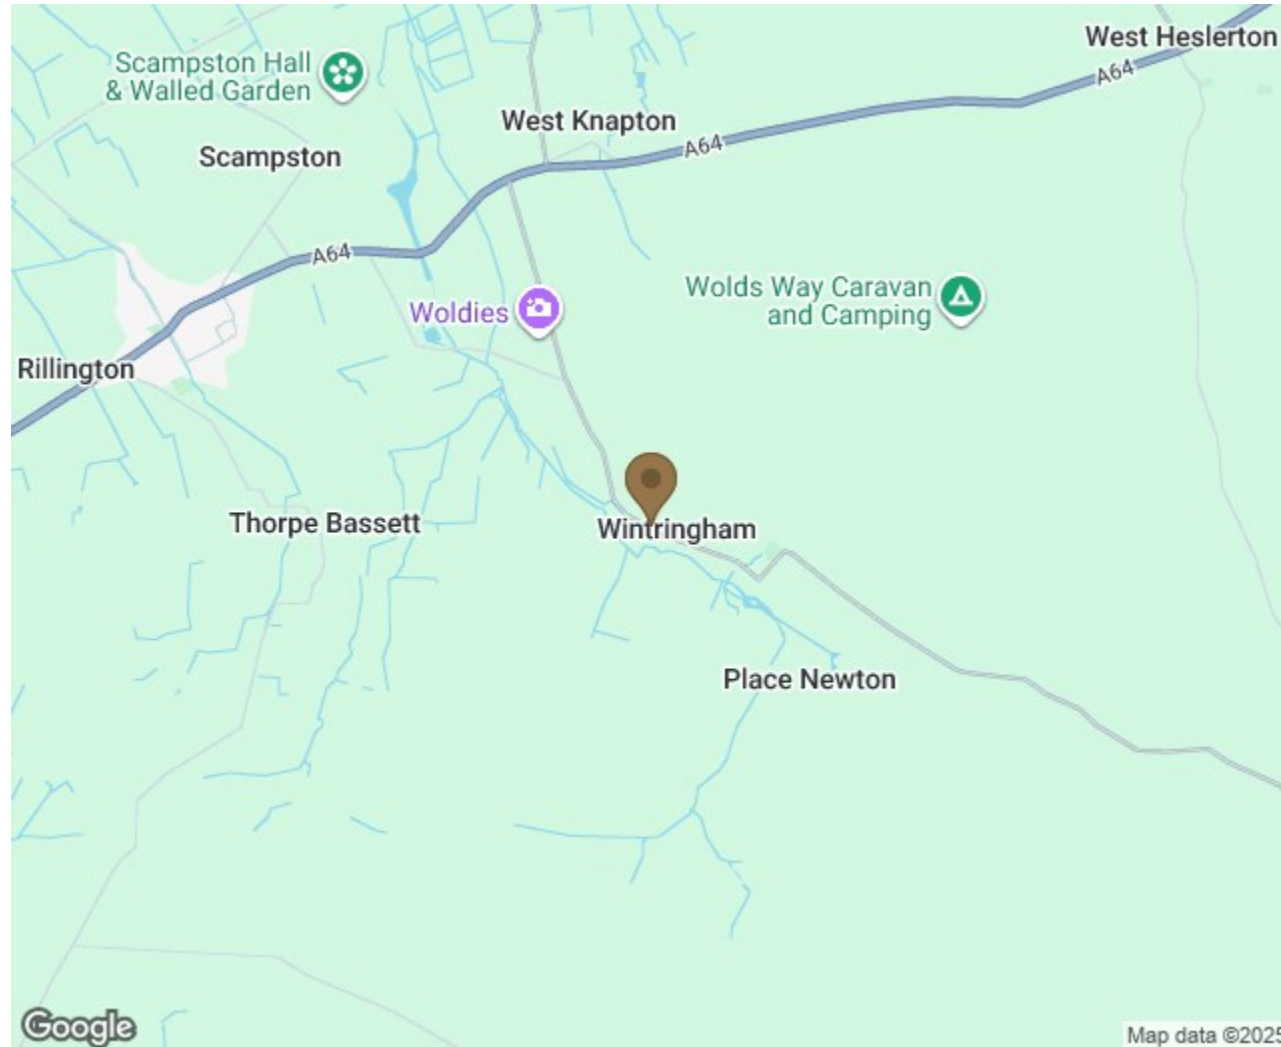 West Heslerton
A64
Scampston Hall
& Walled Garden
West Knapton
A64
Scampston
A64
Wolds Way Caravan
and Camping
Woldies
Rillington
Thorpe Bassett
Wintringham
Place Newton
Google
Map data ©2025